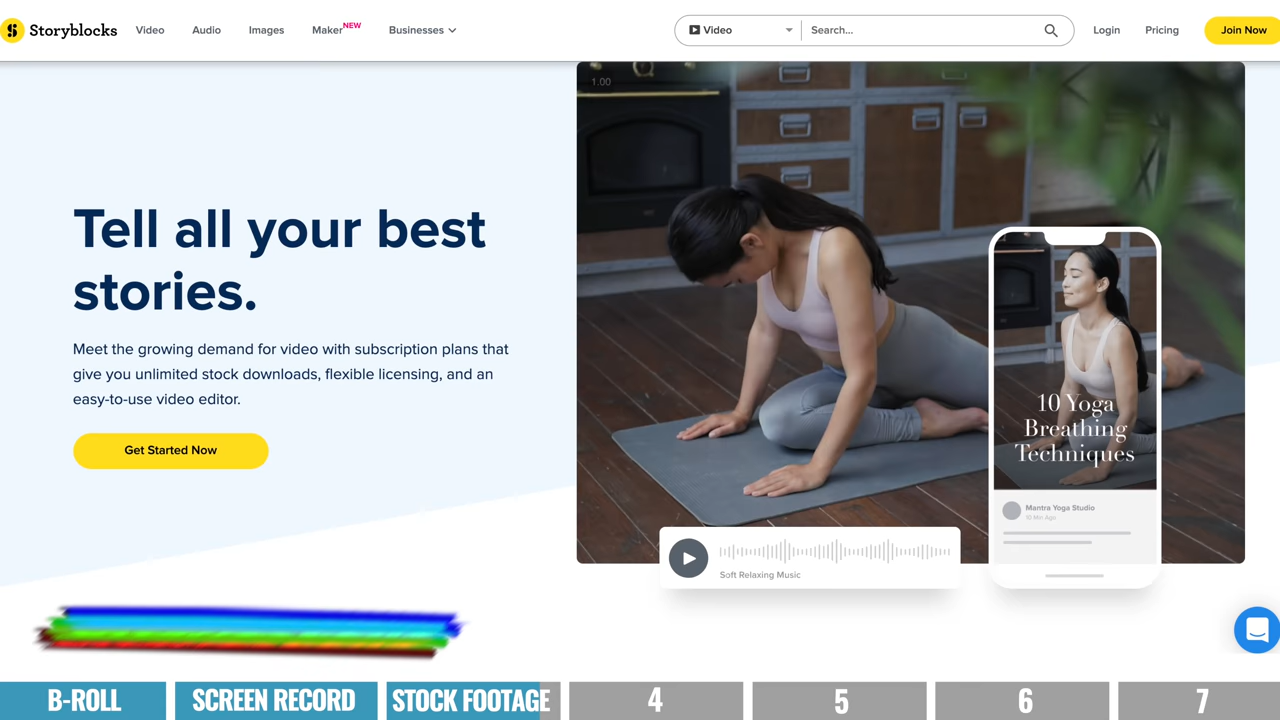 Storyblocks
Video
Audio
Images
Maker NEW
Businesses
Video
Search...
Login
Pricing
Join Now
1.00
Tell all your best
stories.
Meet the growing demand for video with subscription plans that
give you unlimited stock downloads, flexible licensing, and an
easy-to-use video editor.
Get Started Now
10 Yoga
Breathing
Techniques
Mantra Yoga Studio
10 Min Ago
Soft Relaxing Music
B-ROLL
SCREEN RECORD
STOCK FOOTAGE
4
5
6
7